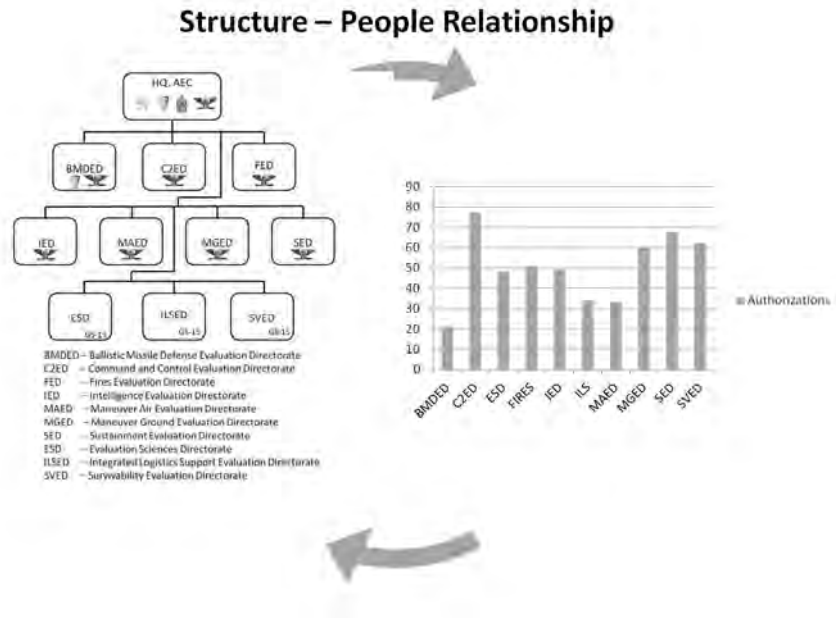 Structure – People Relationship
HQ, AEC
BMDED
C2ED
FED
IED
MAED
MGED
SED
ESD
GS-15
ILSED
GS-15
SVED
GS-15
BMDED – Ballistic Missile Defense Evaluation Directorate
C2ED – Command and Control Evaluation Directorate
FED – Fires Evaluation Directorate
IED – Intelligence Evaluation Directorate
MAED – Maneuver Air Evaluation Directorate
MGED – Maneuver Ground Evaluation Directorate
SED – Sustainment Evaluation Directorate
ESD – Evaluation Sciences Directorate
ILSED – Integrated Logistics Support Evaluation Directorate
SVED – Survivability Evaluation Directorate
90
80
70
60
50
40
30
20
10
0
BMDED
C2ED
ESD
FIRES
IED
ILS
MAED
MGED
SED
SVED
Authorizations